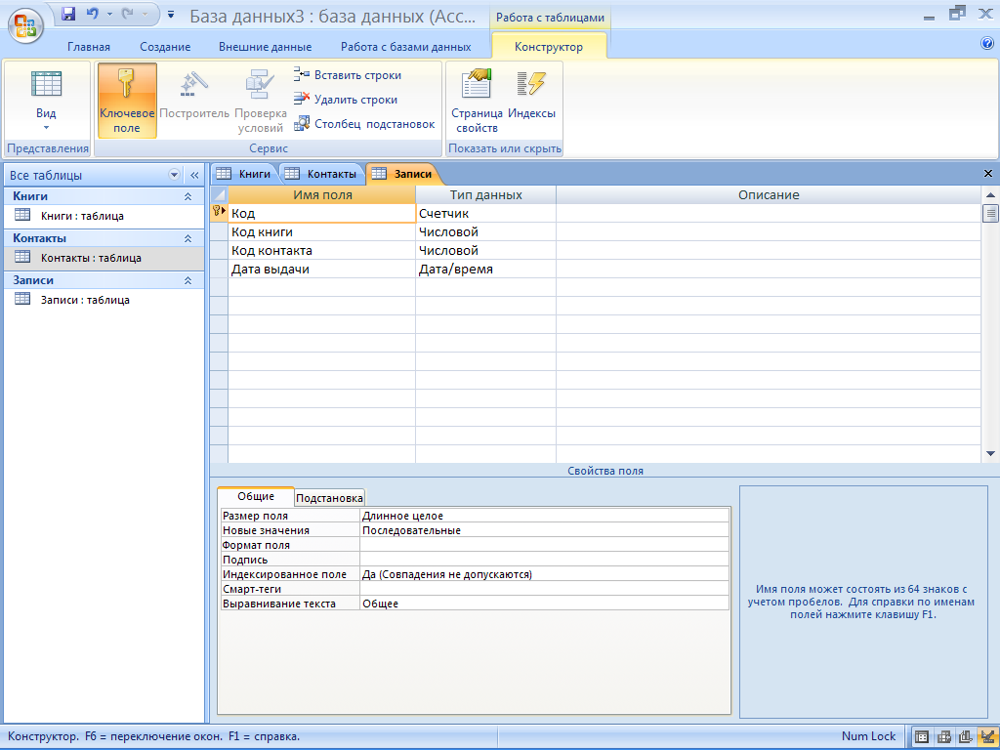 База данных3 : база данных (Acc...
Работа с таблицами
Главная
Создание
Внешние данные
Работа с базами данных
Конструктор
Вид
Ключевое поле
Построитель
Проверка условий
Вставить строки
Удалить строки
Столбец подстановок
Страница свойств
Индексы
Представления
Сервис
Показать или скрыть
Все таблицы
Книги
Книги : таблица
Контакты
Контакты : таблица
Записи
Записи : таблица
Книги
Контакты
Записи
Имя поля
Тип данных
Описание
Код
Счетчик
Код книги
Числовой
Код контакта
Числовой
Дата выдачи
Дата/время
Свойства поля
Общие
Подстановка
Размер поля
Длинное целое
Новые значения
Последовательные
Формат поля
Подпись
Индексированное поле
Да (Совпадения не допускаются)
Смарт-теги
Выравнивание текста
Общее
Имя поля может состоять из 64 знаков с
учетом пробелов. Для справки по именам
полей нажмите клавишу F1.
Конструктор. F6 = переключение окон. F1 = справка.
Num Lock